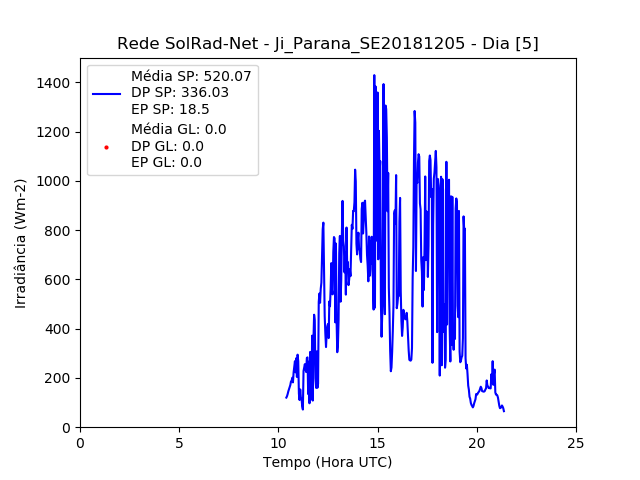 Rede SolRad-Net - Ji_Parana_SE20181205 - Dia [5]
Média SP: 520.07
DP SP: 336.03
EP SP: 18.5
Média GL: 0.0
DP GL: 0.0
EP GL: 0.0
Irradiância (Wm-2)
1400
1200
1000
800
600
400
200
0
0 5 10 15 20 25
Tempo (Hora UTC)